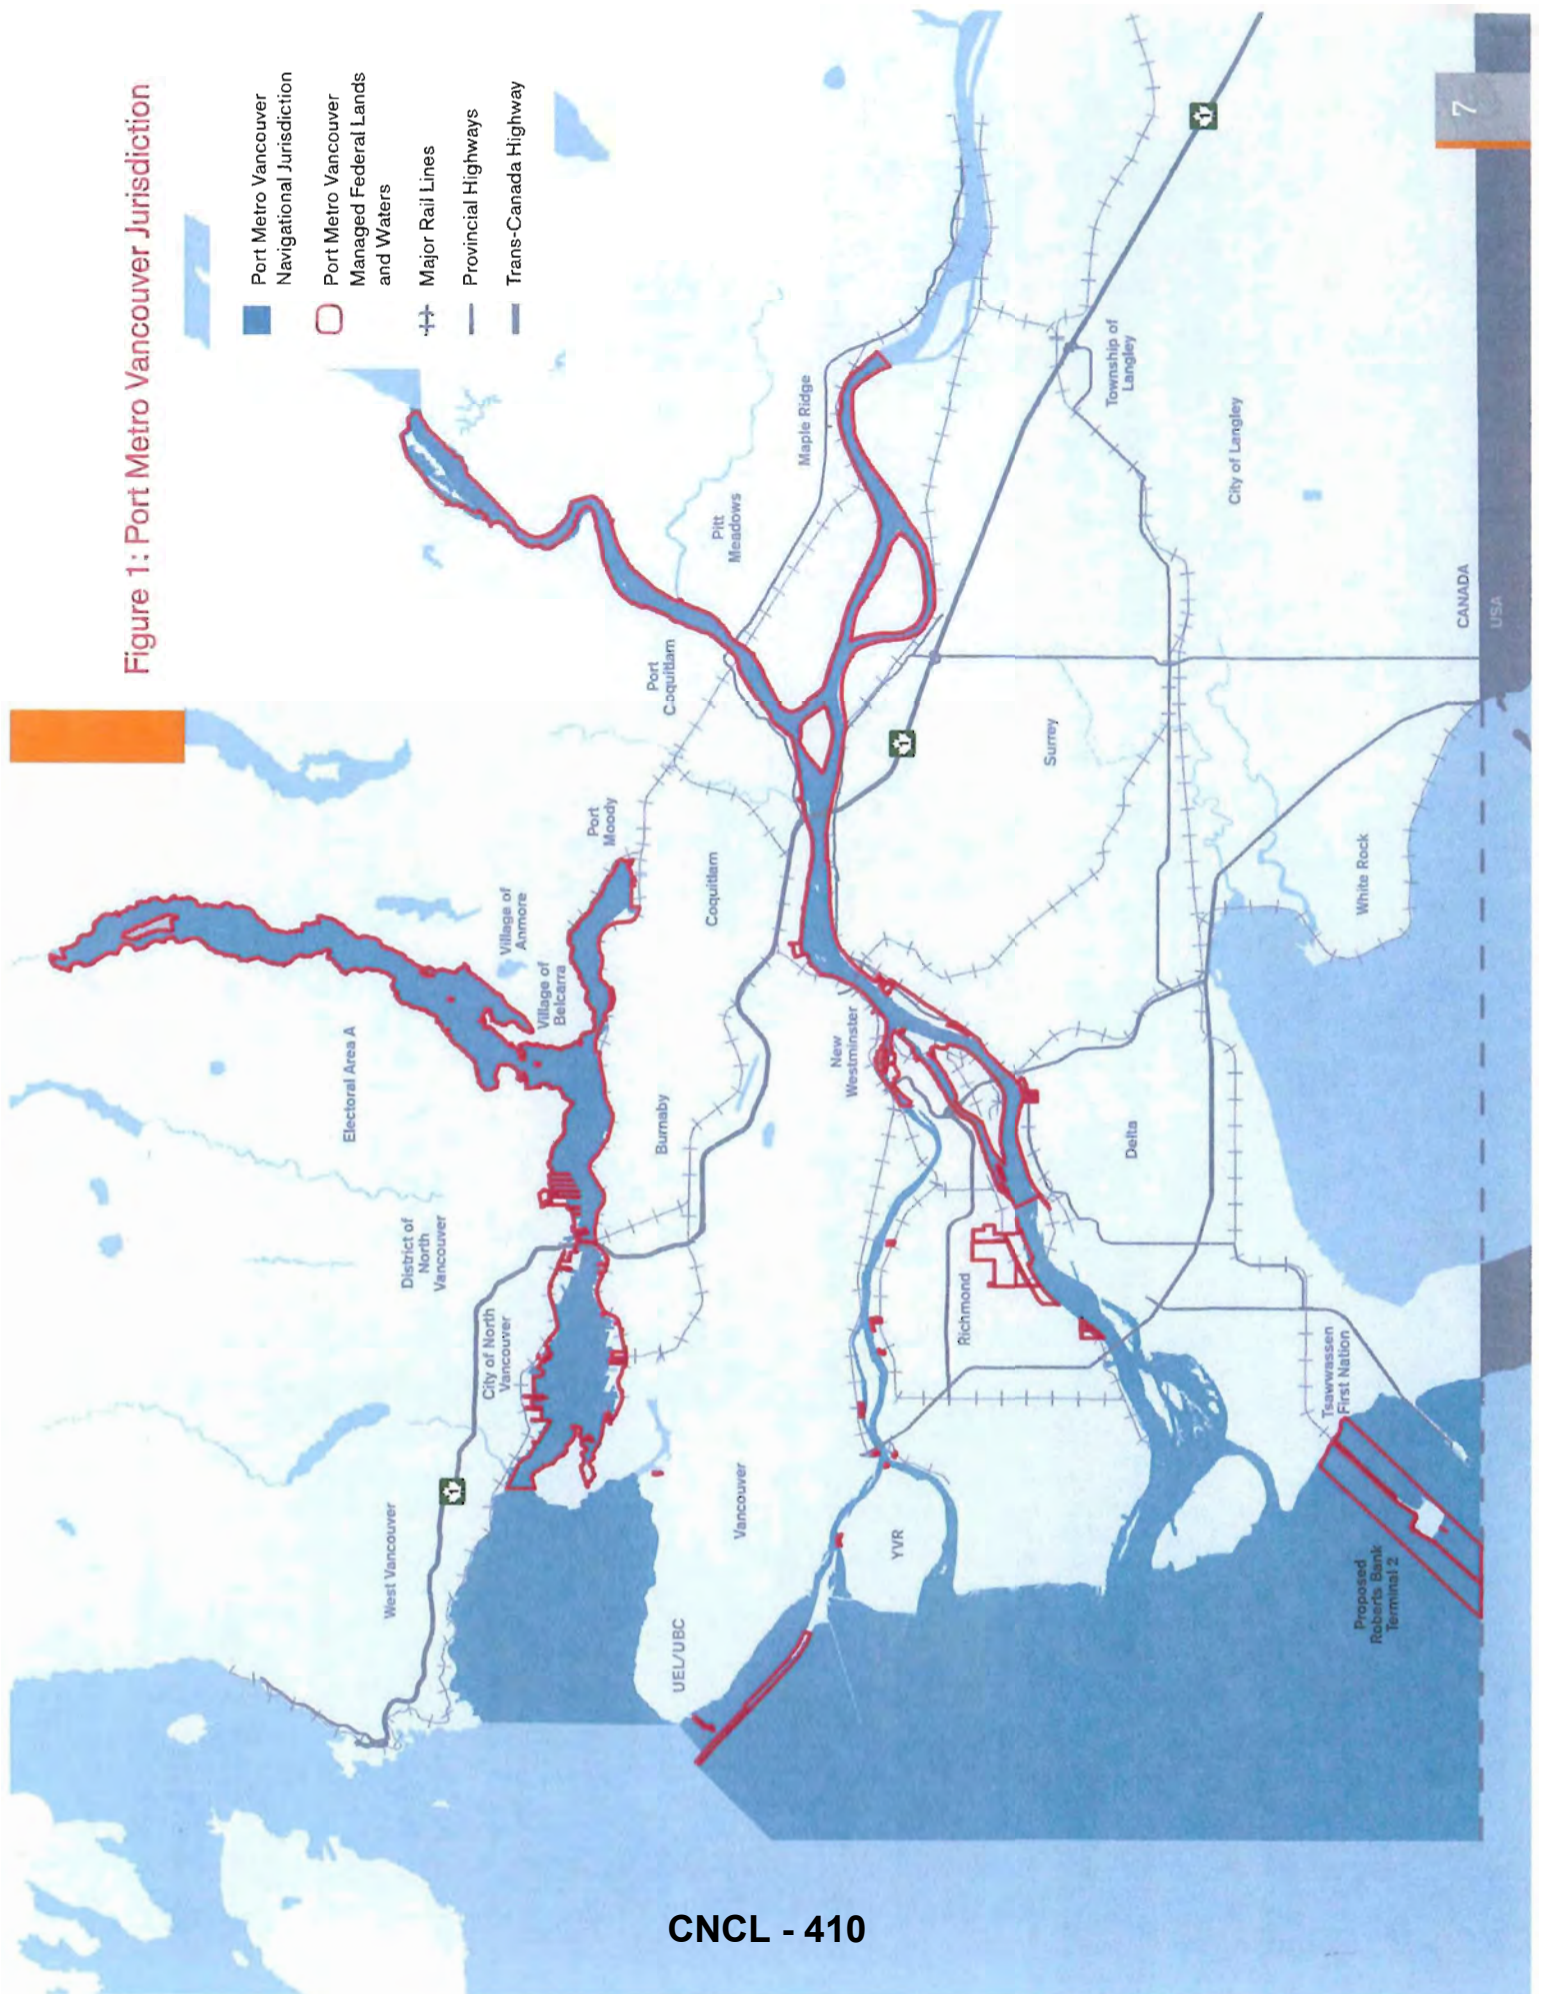 Figure 1: Port Metro Vancouver Jurisdiction
Port Metro Vancouver
Navigational Jurisdiction
Port Metro Vancouver
Managed Federal Lands
and Waters
Major Rail Lines
Provincial Highways
Trans-Canada Highway
Electoral Area A
Village of
Anmore
Village of
Belcarra
Port
Moody
Port
Coquitlam
Pitt
Meadows
Maple Ridge
District of
North
Vancouver
City of North
Vancouver
West Vancouver
1
Burnaby
Coquitlam
New
Westminster
1
Surrey
Township of
Langley
City of Langley
1
UEL/UBC
Vancouver
YVR
Richmond
Delta
White Rock
Tsawwassen
First Nation
Proposed
Roberts Bank
Terminal 2
CANADA
USA
7
CNCL - 410